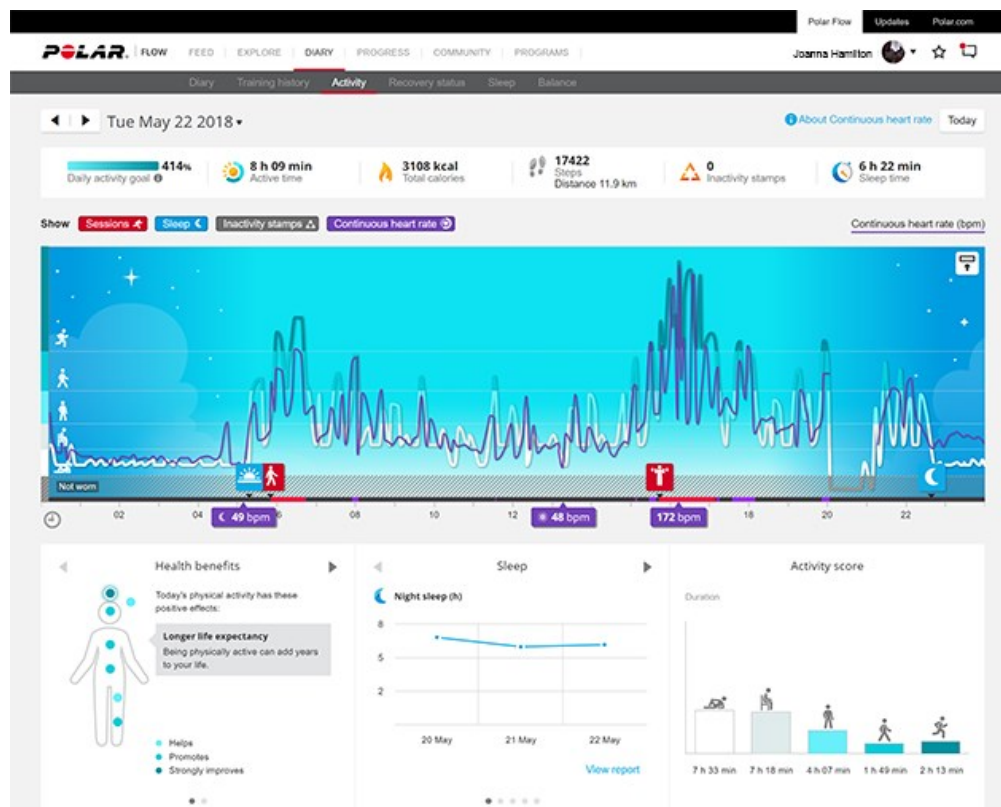 Polar Flow Updates Polar.com
POLAR. FLOW FEED EXPLORE DIARY PROGRESS COMMUNITY PROGRAMS Joanna Hamilton
Diary Training history Activity Recovery status Sleep Balance
Tue May 22 2018 About Continuous heart rate Today
414% 8 h 09 min 3108 kcal 17422 0 6 h 22 min
Daily activity goal Active time Total calories Steps Inactivity stamps Sleep time
Distance 11.9 km
Show Sessions Sleep Inactivity stamps Continuous heart rate Continuous heart rate (bpm)
Not worn
02 04 06 08 10 12 18 20 22
49 bpm 48 bpm 172 bpm
Health benefits Sleep Activity score
Today's physical activity has these
positive effects:
Night sleep (h)
Duration
Longer life expectancy
Being physically active can add years
to your life.
8
5
2
20 May 21 May 22 May
Helps
Promotes
Strongly improves
View report
7 h 33 min 7 h 18 min 4 h 07 min 1 h 49 min 2 h 13 min